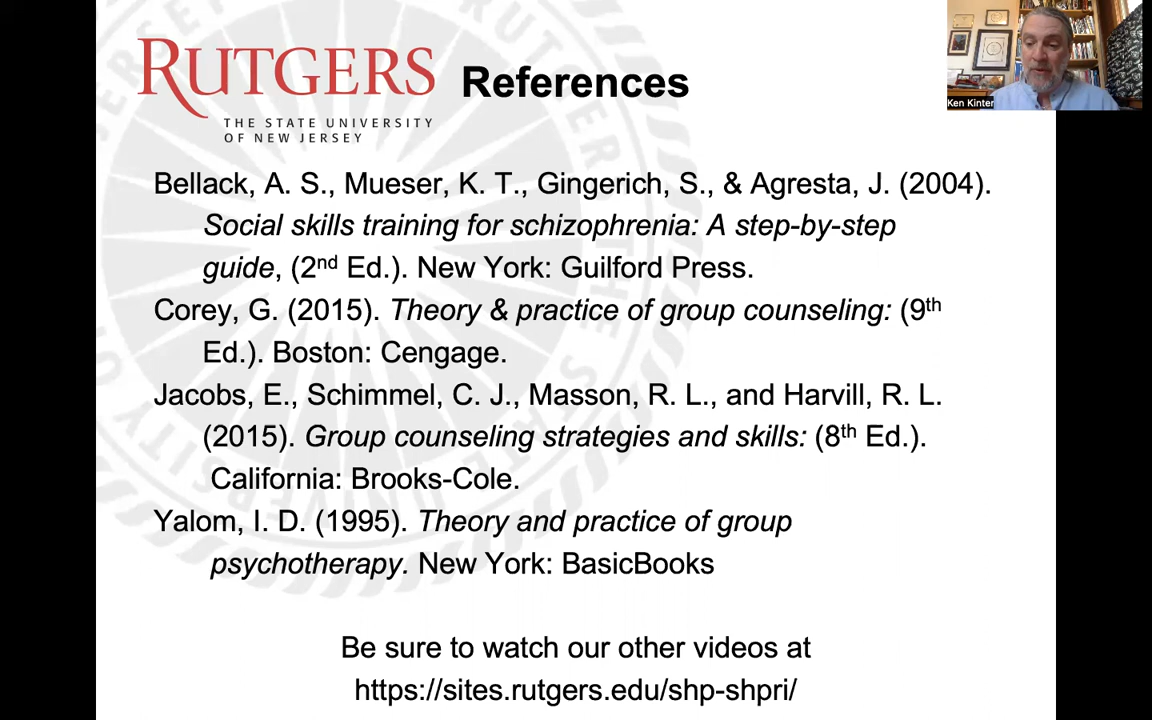 RUTGERS
THE STATE UNIVERSITY
OF NEW JERSEY
References
Ken Kinter
Bellack, A. S., Mueser, K. T., Gingerich, S., & Agresta, J. (2004).
Social skills training for schizophrenia: A step-by-step
guide, (2nd Ed.). New York: Guilford Press.
Corey, G. (2015). Theory & practice of group counseling: (9th
Ed.). Boston: Cengage.
Jacobs, E., Schimmel, C. J., Masson, R. L., and Harvill, R. L.
(2015). Group counseling strategies and skills: (8th Ed.).
California: Brooks-Cole.
Yalom, I. D. (1995). Theory and practice of group
psychotherapy. New York: BasicBooks
Be sure to watch our other videos at
https://sites.rutgers.edu/shp-shpri/